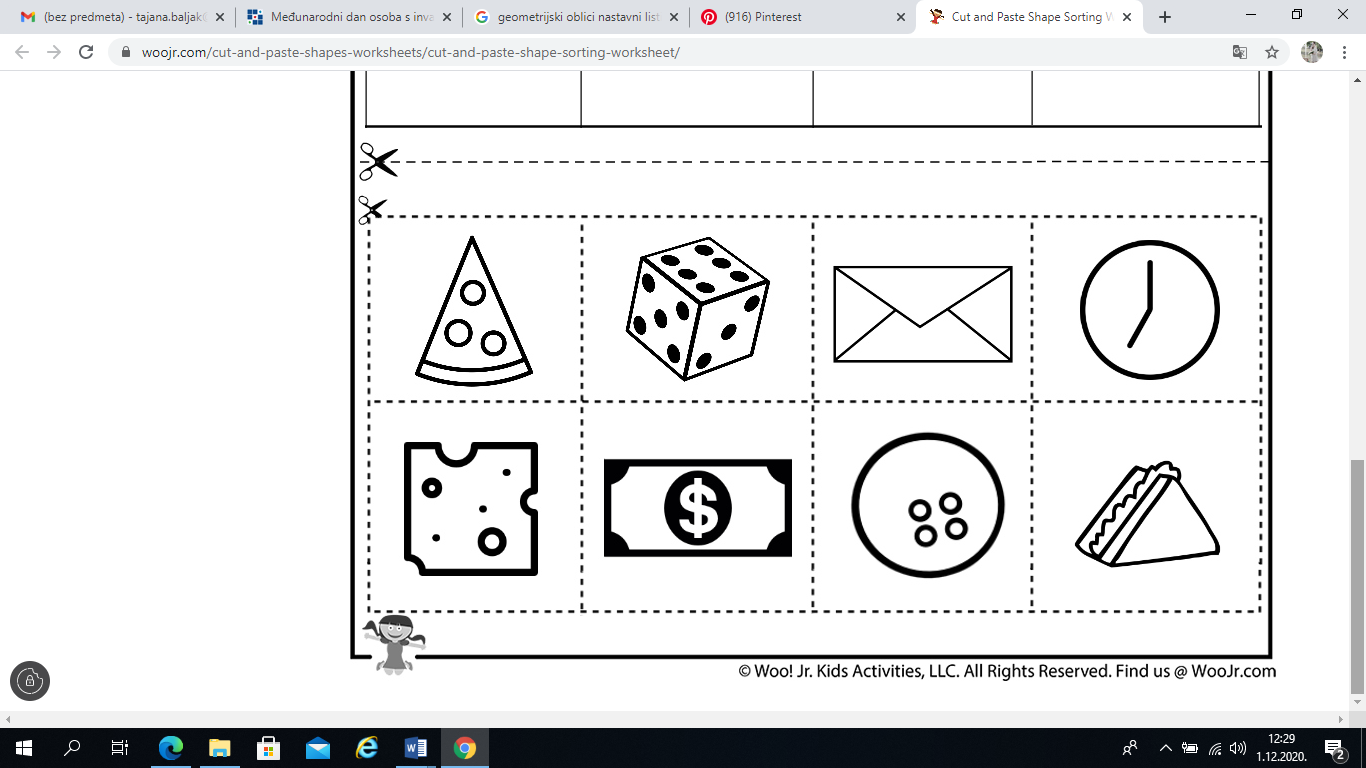 (bez predmeta) - tajana.baljak@
Međunarodni dan osoba s inva
geometrijski oblici nastavni list
(916) Pinterest
Cut and Paste Shape Sorting W
woojr.com/cut-and-paste-shapes-worksheets/cut-and-paste-shape-sorting-worksheet/
$
© Woo! Jr. Kids Activities, LLC. All Rights Reserved. Find us @ WooJr.com
12:29
1.12.2020.
2